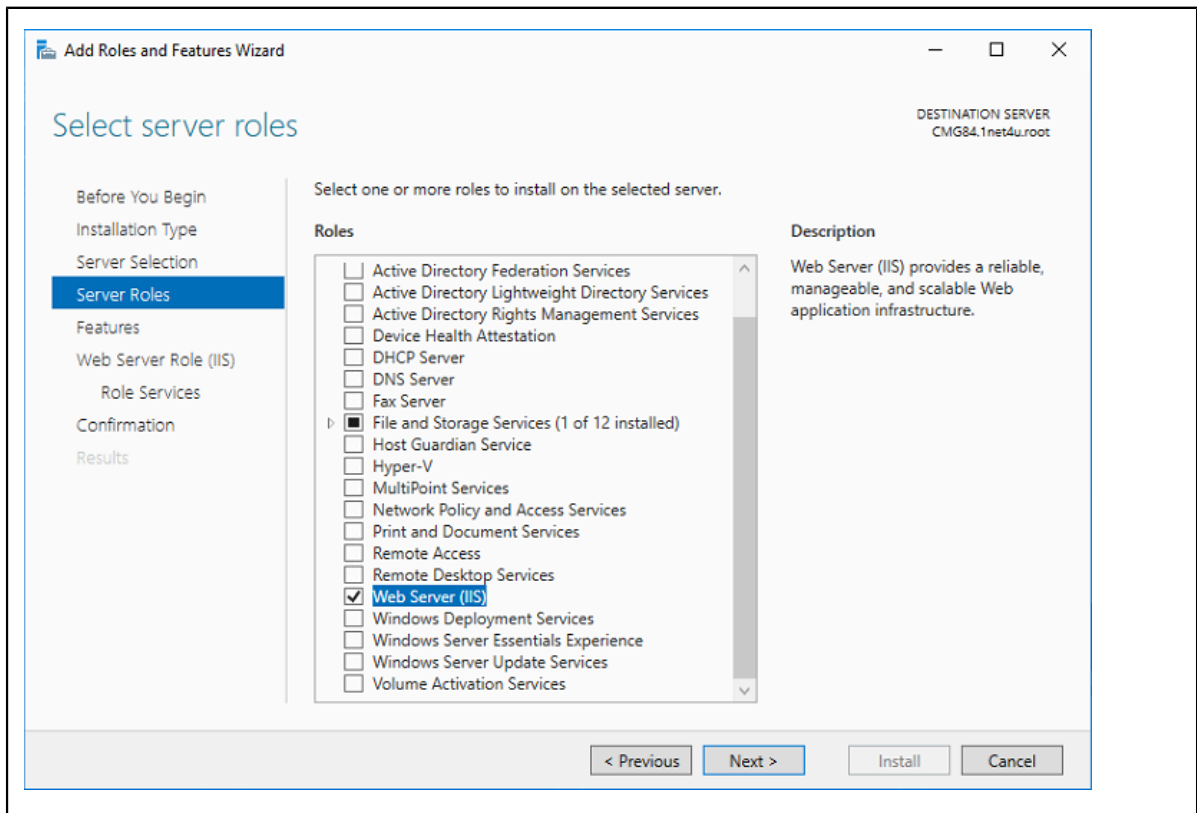 Add Roles and Features Wizard
Select server roles
DESTINATION SERVER
CMG84.1net4u.root
Before You Begin
Installation Type
Server Selection
Server Roles
Features
Web Server Role (IIS)
Role Services
Confirmation
Results
Select one or more roles to install on the selected server.
Roles
Active Directory Federation Services
Active Directory Lightweight Directory Services
Active Directory Rights Management Services
Device Health Attestation
DHCP Server
DNS Server
Fax Server
File and Storage Services (1 of 12 installed)
Host Guardian Service
Hyper-V
MultiPoint Services
Network Policy and Access Services
Print and Document Services
Remote Access
Remote Desktop Services
Web Server (IIS)
Windows Deployment Services
Windows Server Essentials Experience
Windows Server Update Services
Volume Activation Services
Description
Web Server (IIS) provides a reliable,
manageable, and scalable Web
application infrastructure.
< Previous
Next >
Install
Cancel